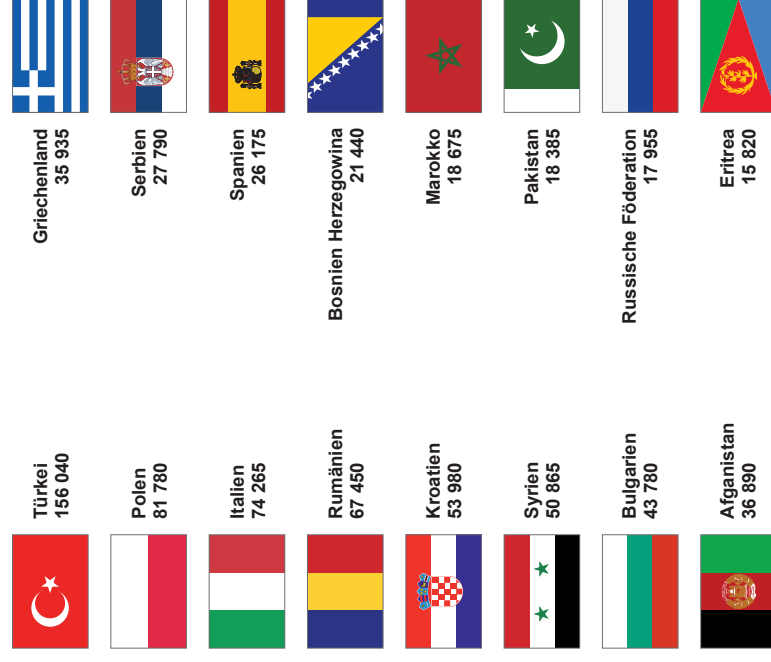 Türkei
156 040
Polen
81 780
Italien
74 265
Rumänien
67 450
Kroatien
53 980
Syrien
50 865
Bulgarien
43 780
Afganistan
36 890
Griechenland
35 935
Serbien
27 790
Spanien
26 175
Bosnien Herzegowina
21 440
Marokko
18 675
Pakistan
18 385
Russische Föderation
17 955
Eritrea
15 820